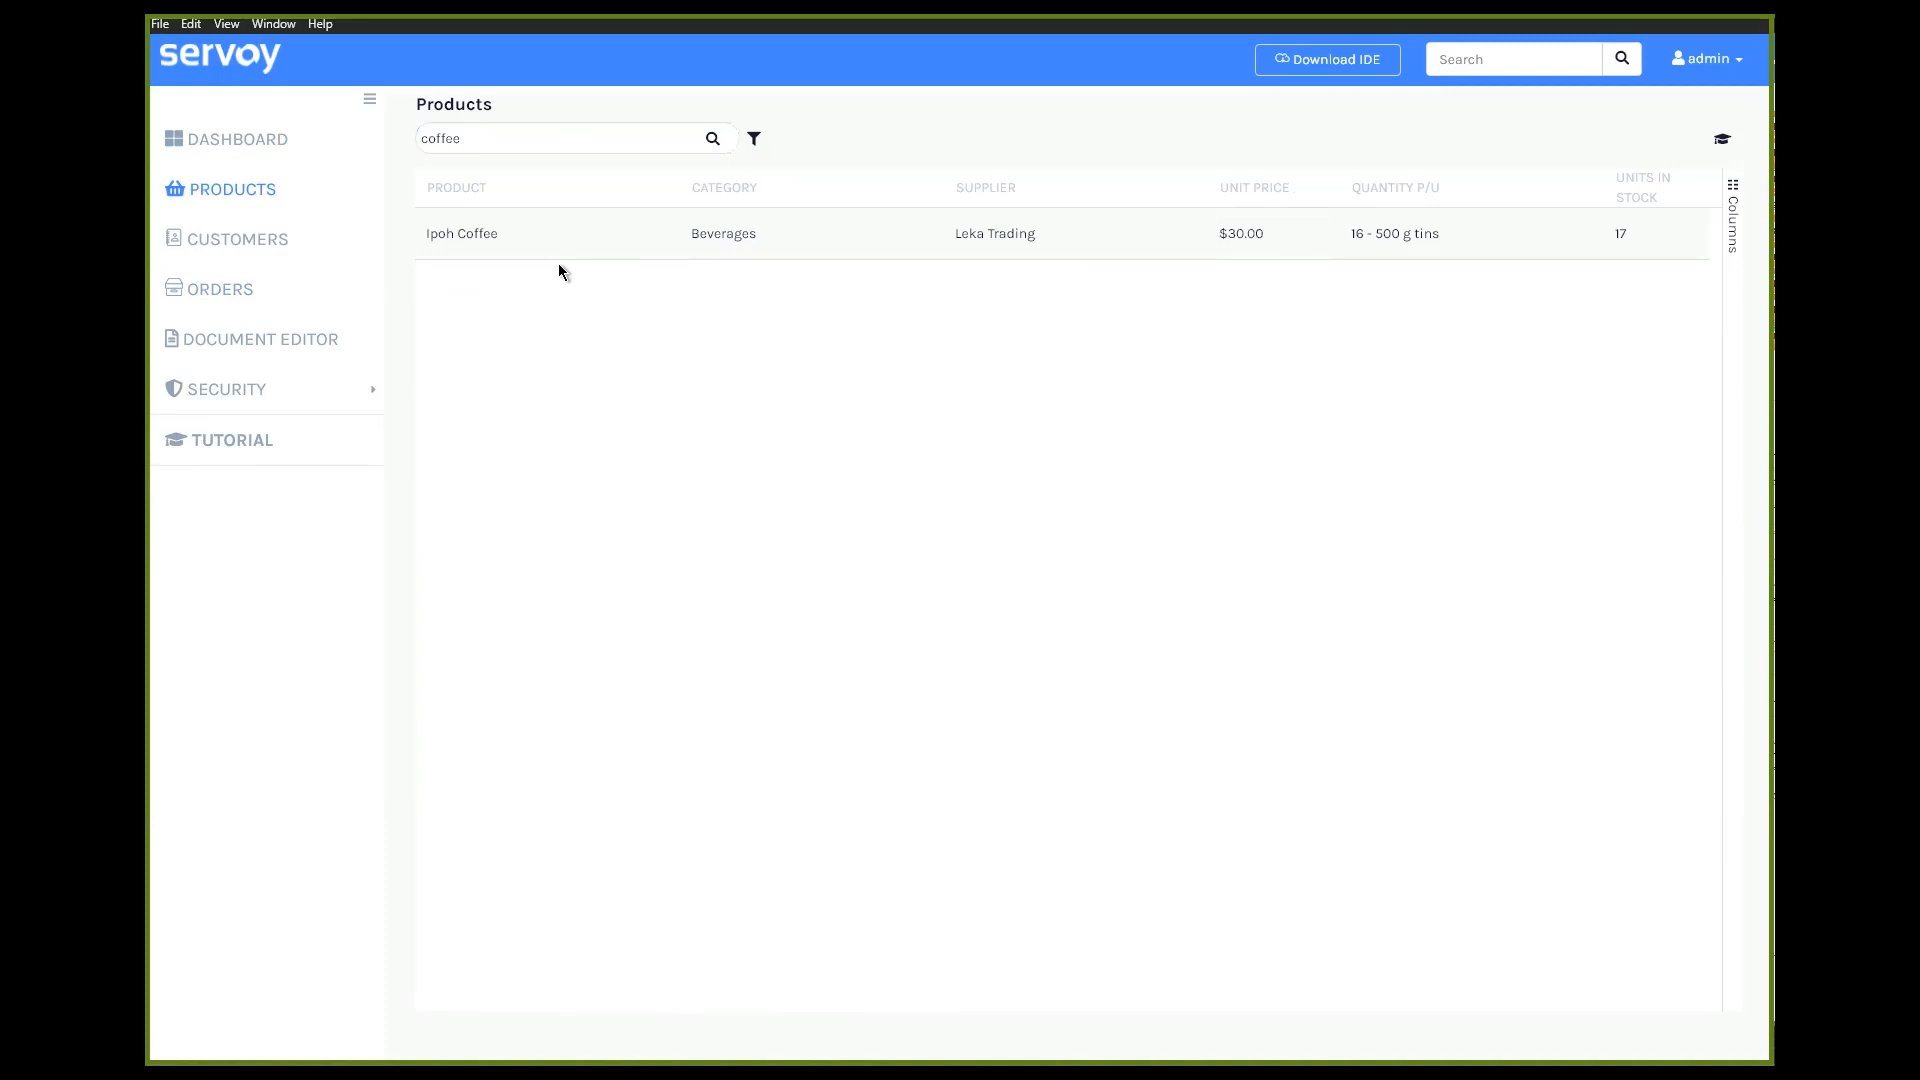 File Edit View Window Help
servoy
Download IDE
Search
admin
Products
DASHBOARD
coffee
PRODUCT CATEGORY SUPPLIER UNIT PRICE QUANTITY P/U UNITS IN STOCK
PRODUCTS
Ipoh Coffee Beverages Leka Trading $30.00 16 - 500 g tins 17
Columns
CUSTOMERS
ORDERS
DOCUMENT EDITOR
SECURITY
TUTORIAL